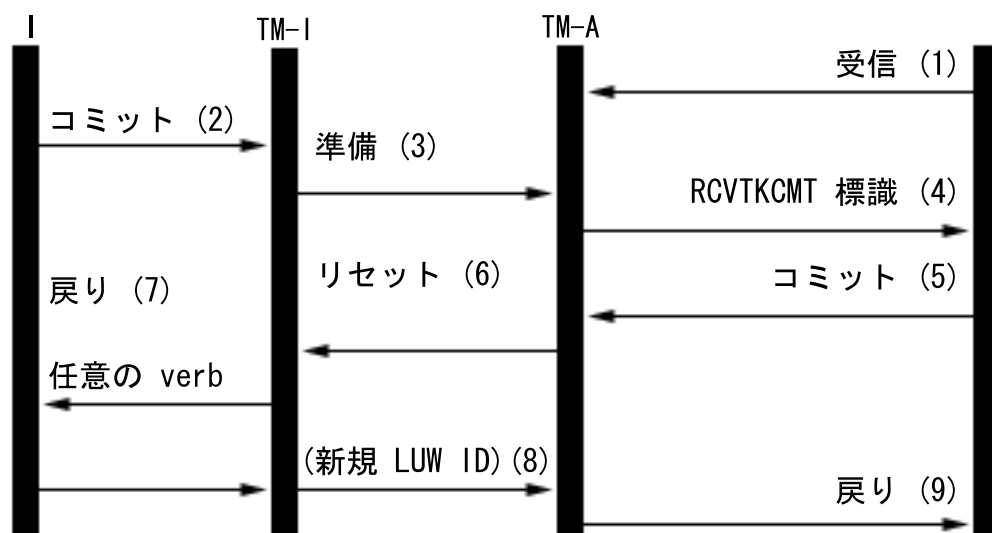 I
TM-I
TM-A
受信 (1)
コミット (2)
準備 (3)
RCVTKCMT 標識 (4)
リセット (6)
コミット (5)
戻り (7)
任意の verb
(新規 LUW ID) (8)
戻り (9)